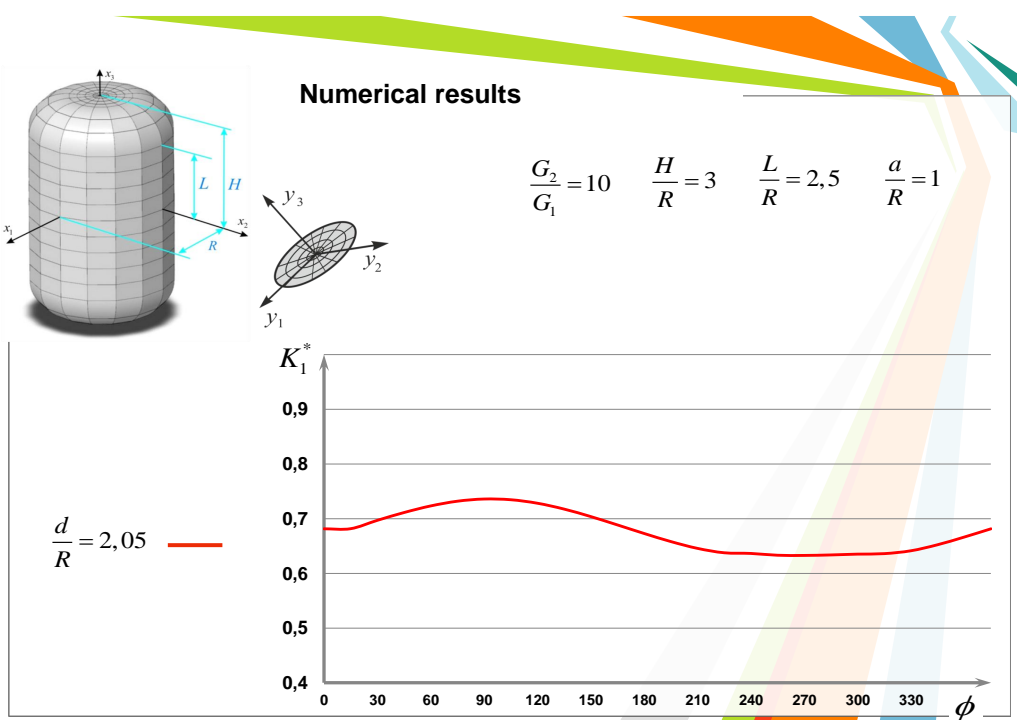 Numerical results
G₂/G₁ = 10 H/R = 3 L/R = 2,5 a/R = 1
x₃
L
H
x₁
x₂
R
y₃
y₂
y₁
K₁*
0,9
0,8
0,7
0,6
0,5
0,4
d/R = 2,05
0 30 60 90 120 150 180 210 240 270 300 330
ϕ